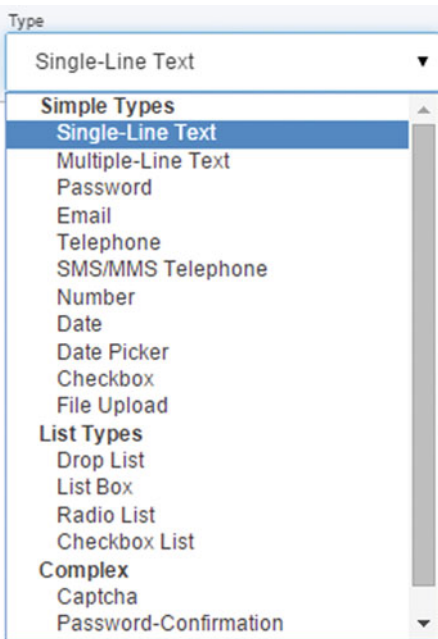 Type
Single-Line Text
Simple Types
Single-Line Text
Multiple-Line Text
Password
Email
Telephone
SMS/MMS Telephone
Number
Date
Date Picker
Checkbox
File Upload
List Types
Drop List
List Box
Radio List
Checkbox List
Complex
Captcha
Password-Confirmation